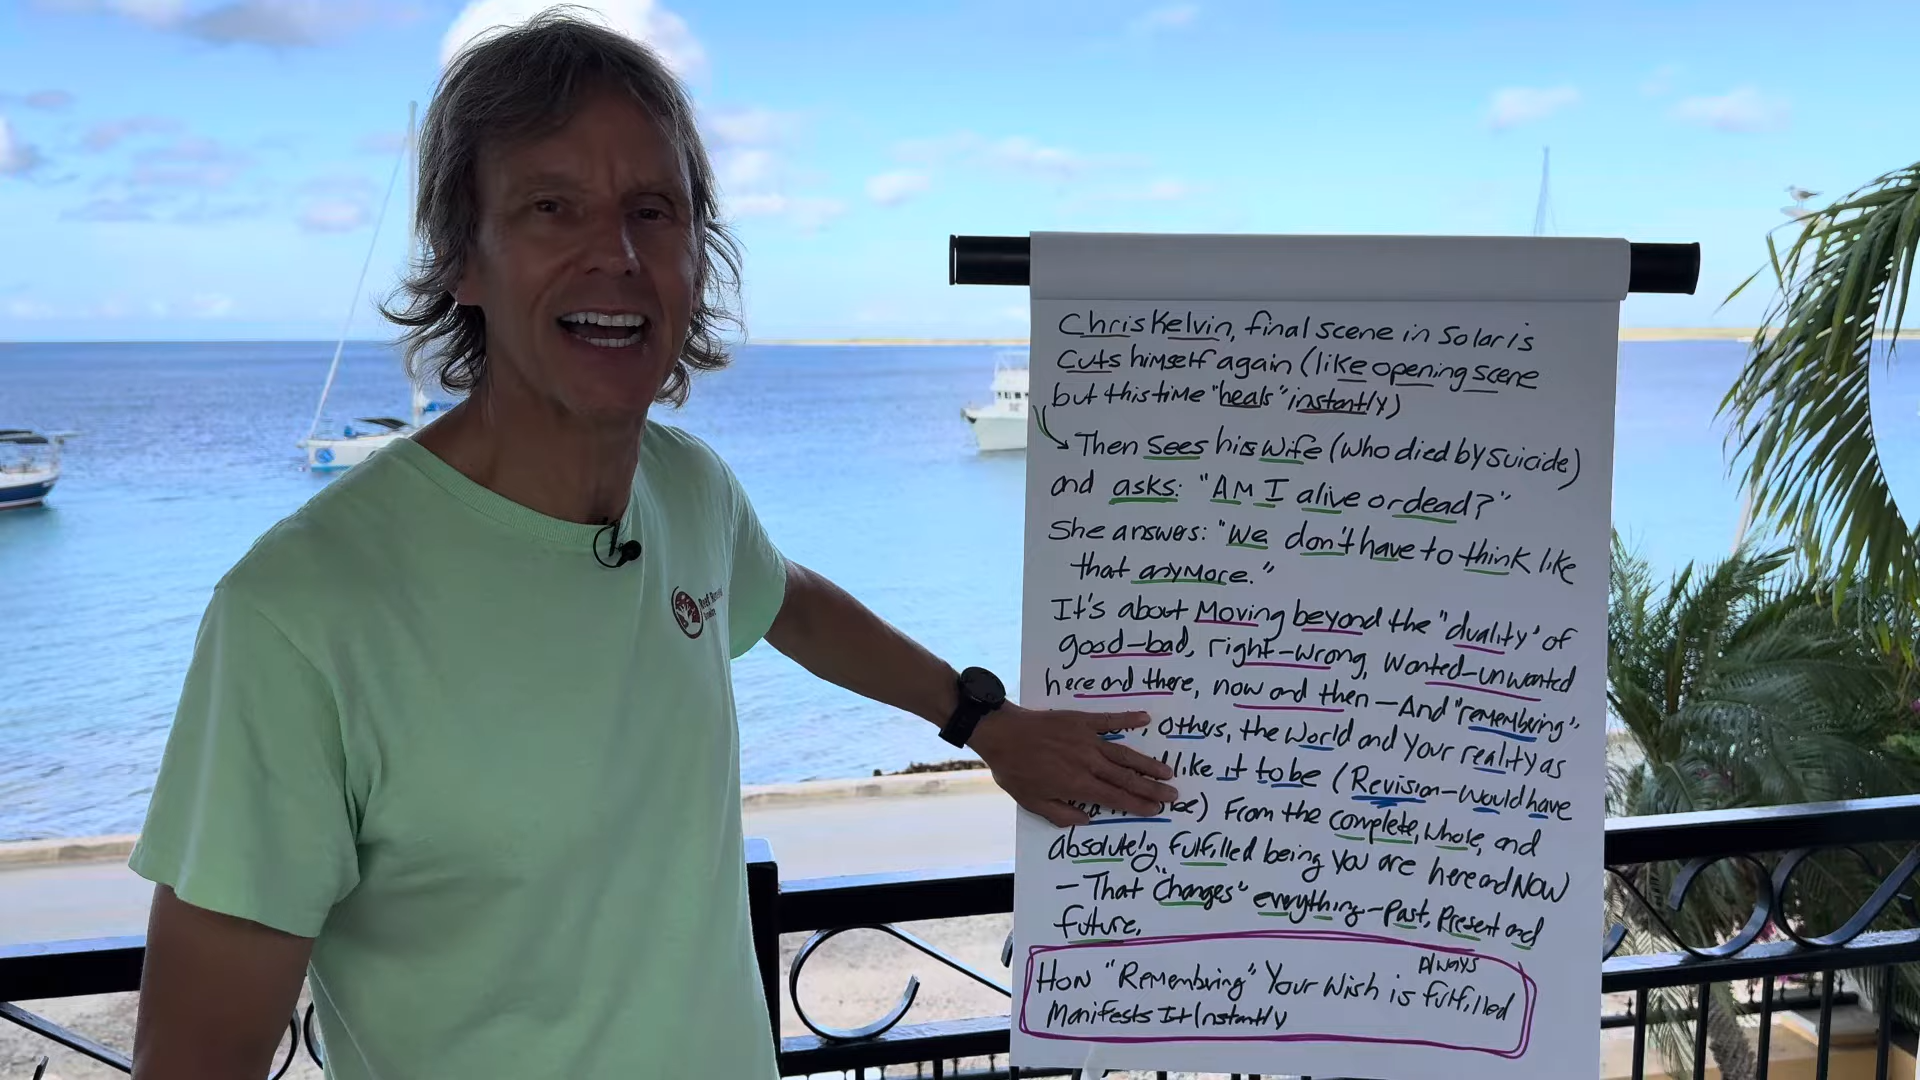 Chris Kelvin, final scene in Solaris
cuts himself again (like opening scene
but this time "heals" instantly)
Then sees his wife (who died by suicide)
and asks: "AM I alive or dead?"
She answers: "We don't have to think like
that anymore."
It's about Moving beyond the "duality" of
good-bad, right-wrong, wanted-unwanted
here and there, now and then - And "remembering"
others, the world and your reality as
like it to be (Revision - would have
be) From the complete, whole, and
absolutely fulfilled being you are here and NOW
- That "changes" everything - Past, Present and
future.
How "Remembering" Your Wish is Always fulfilled
Manifests It Instantly
Reef